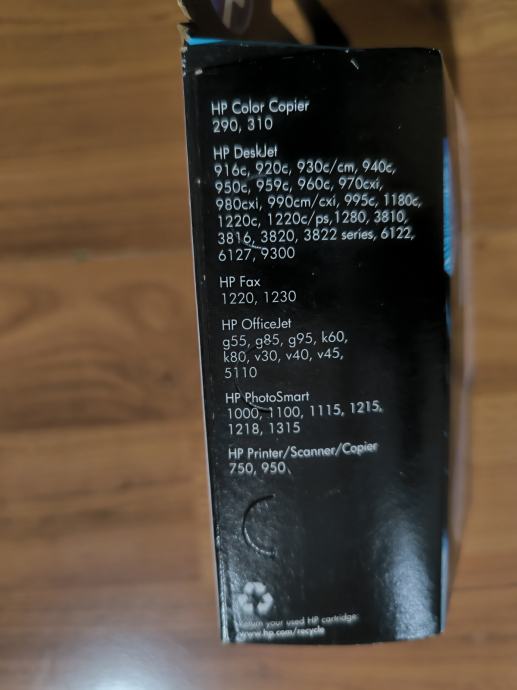 HP Color Copier
290, 310
HP DeskJet
916c, 920c, 930c/cm, 940c,
950c, 959c, 960c, 970cxi,
980cxi, 990cm/cxi, 995c, 1180c,
1220c, 1220c/ps,1280, 3810,
3816, 3820, 3822 series, 6122,
6127, 9300
HP Fax
1220, 1230
HP OfficeJet
g55, g85, g95, k60,
k80, v30, v40, v45,
5110
HP PhotoSmart
1000, 1100, 1115, 1215,
1218, 1315
HP Printer/Scanner/Copier
750, 950
Return your used HP cartridge:
www.hp.com/recycle